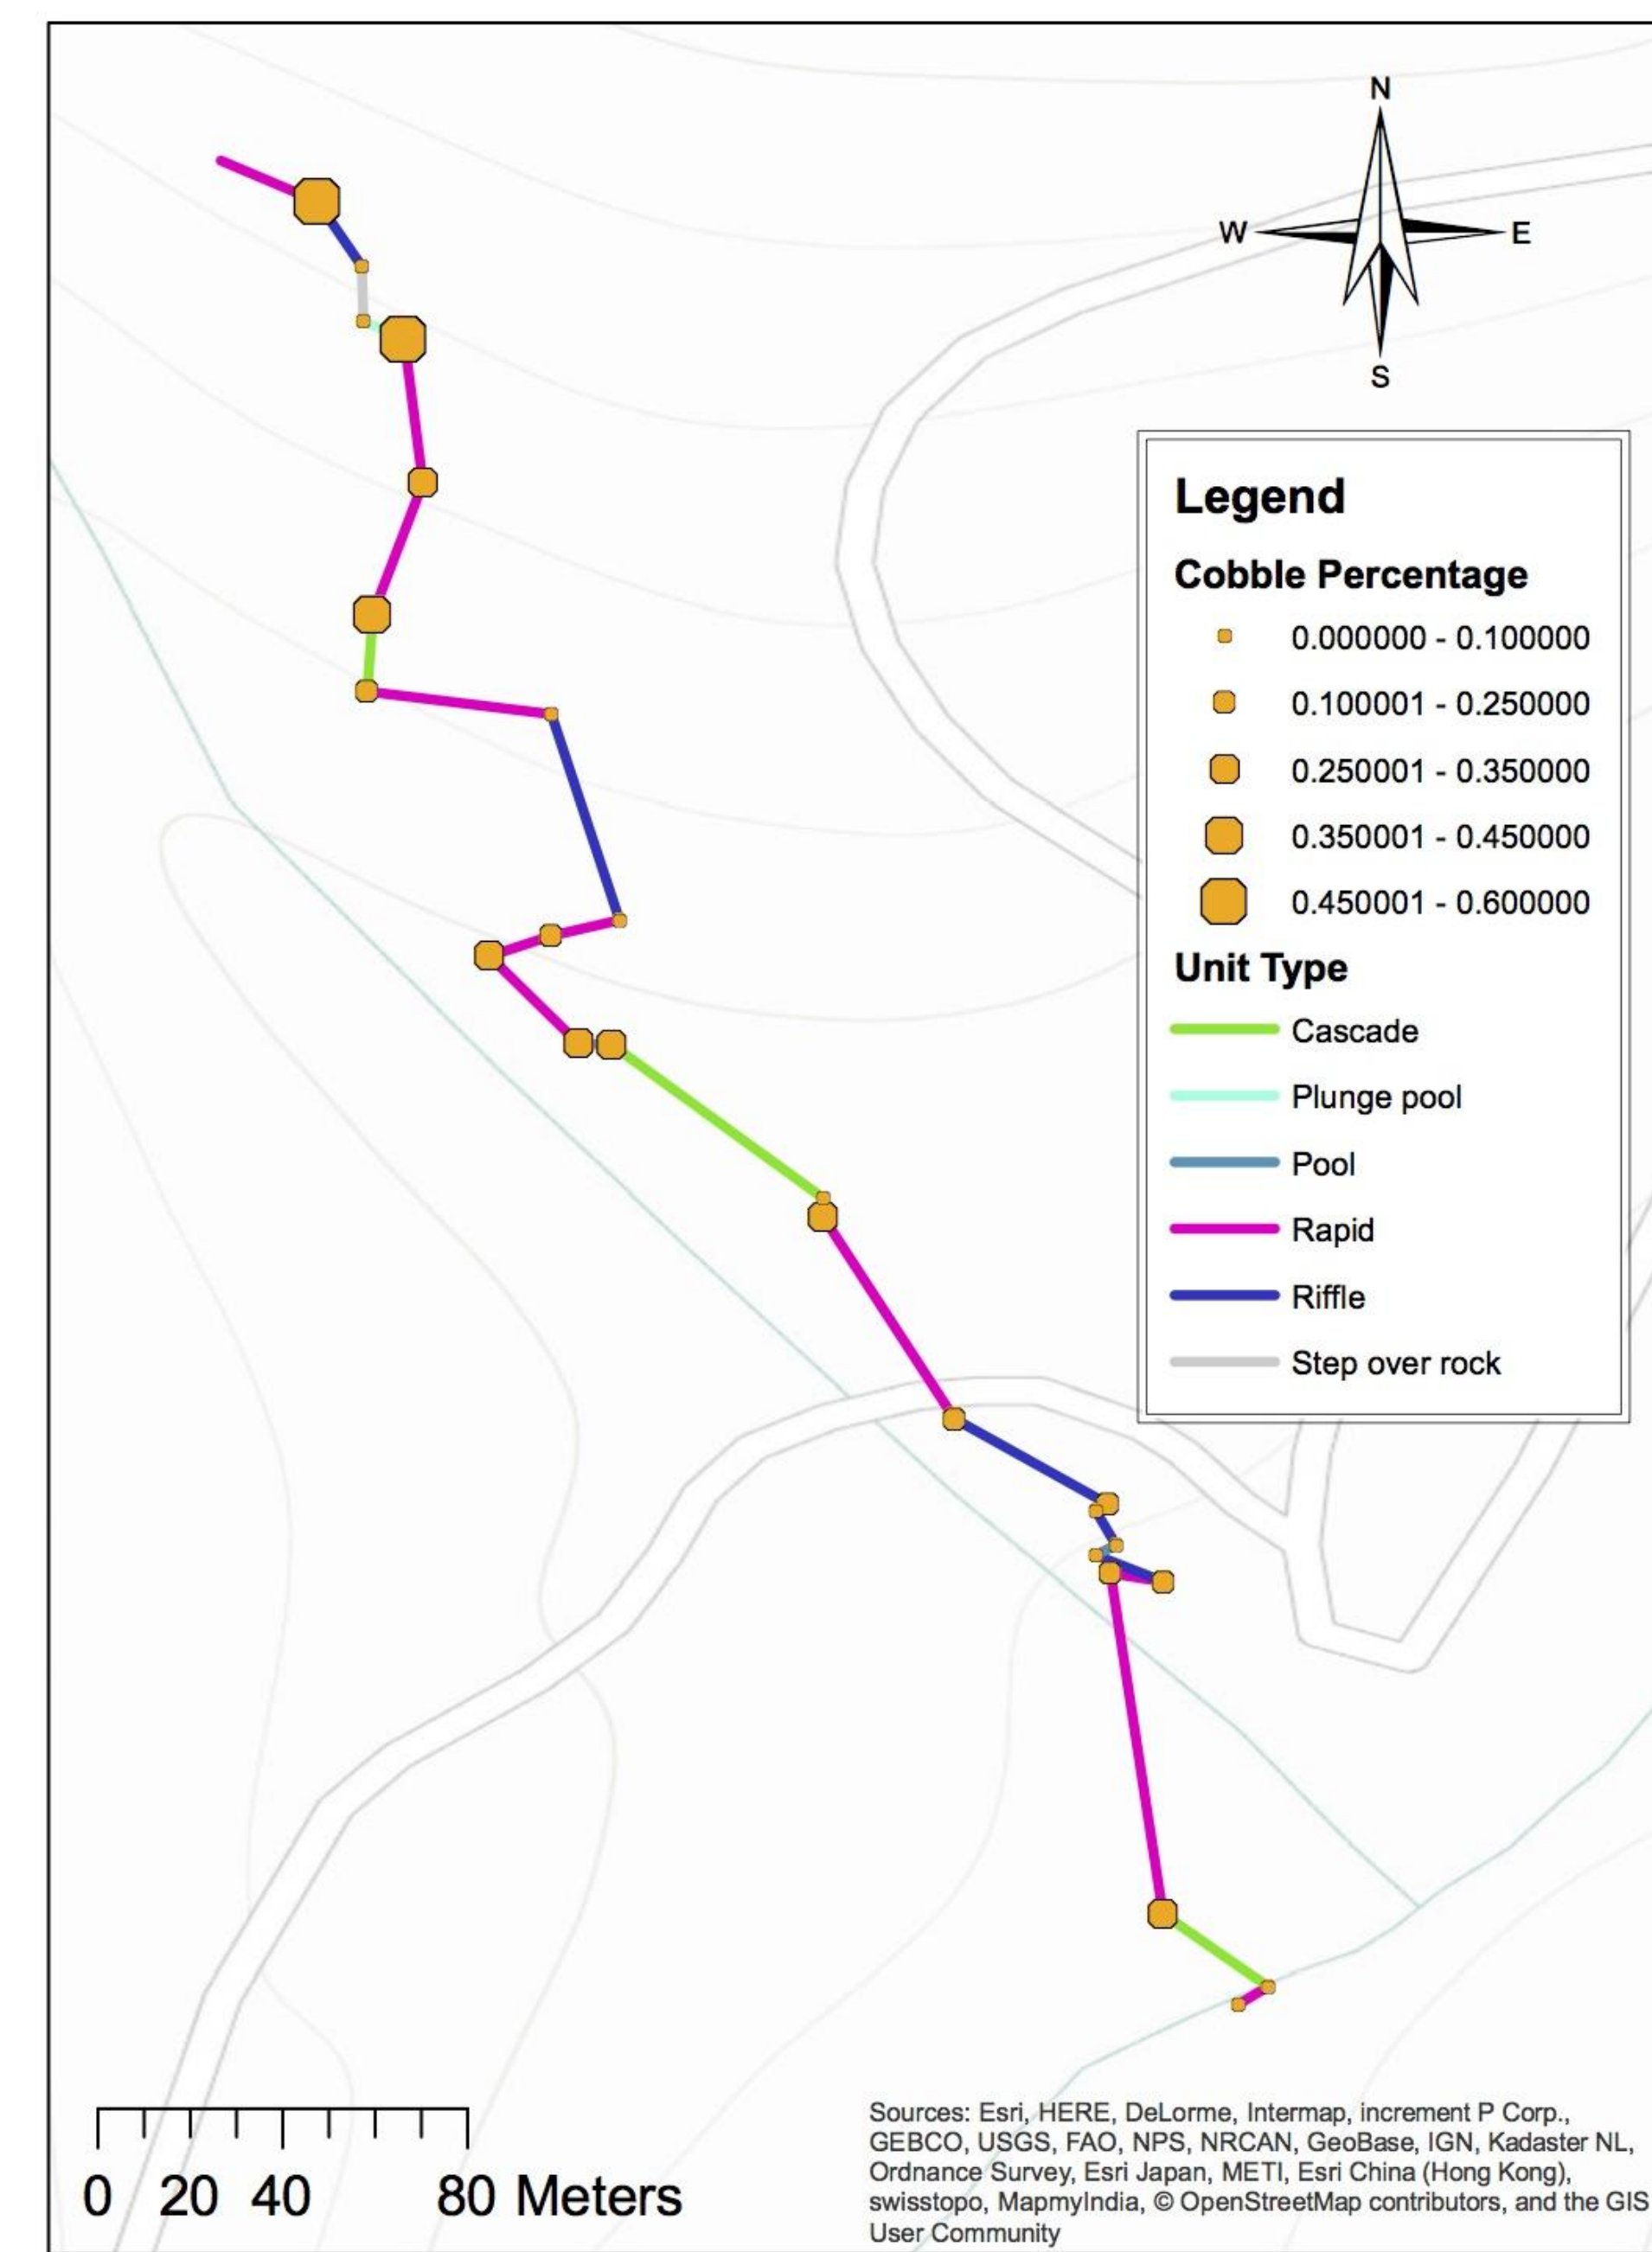 N
W
E
S
Legend
Cobble Percentage
0.000000 - 0.100000
0.100001 - 0.250000
0.250001 - 0.350000
0.350001 - 0.450000
0.450001 - 0.600000
Unit Type
Cascade
Plunge pool
Pool
Rapid
Riffle
Step over rock
0 20 40 80 Meters
Sources: Esri, HERE, DeLorme, Intermap, increment P Corp.,
GEBCO, USGS, FAO, NPS, NRCAN, GeoBase, IGN, Kadaster NL,
Ordnance Survey, Esri Japan, METI, Esri China (Hong Kong),
swisstopo, MapmyIndia, © OpenStreetMap contributors, and the GIS
User Community